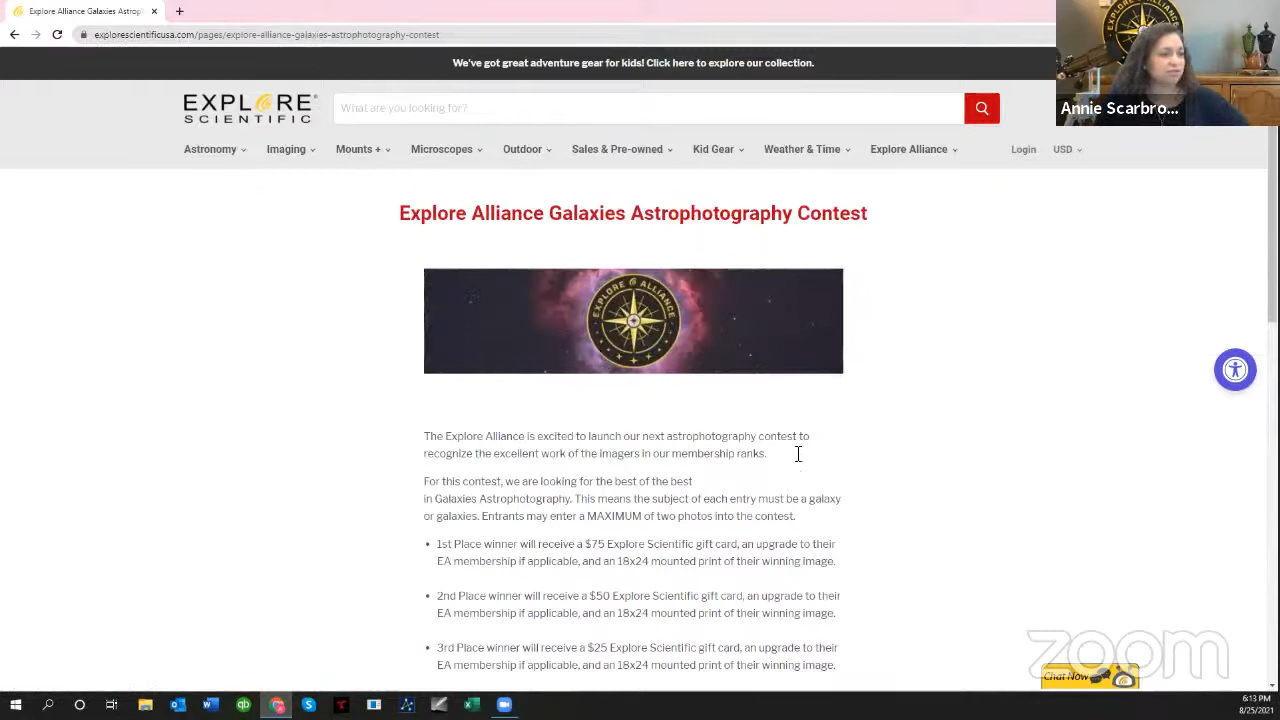 Explore Alliance Galaxies Astrop
explorescientificusa.com/pages/explore-alliance-galaxies-astrophotography-contest
We've got great adventure gear for kids! Click here to explore our collection.
EXPLORE
SCIENTIFIC
What are you looking for?
Astronomy Imaging Mounts + Microscopes Outdoor Sales & Pre-owned Kid Gear Weather & Time Explore Alliance Login USD
Annie Scarbro...
Explore Alliance Galaxies Astrophotography Contest
EXPLORE ALLIANCE
The Explore Alliance is excited to launch our next astrophotography contest to
recognize the excellent work of the imagers in our membership ranks.
For this contest, we are looking for the best of the best
in Galaxies Astrophotography. This means the subject of each entry must be a galaxy
or galaxies. Entrants may enter a MAXIMUM of two photos into the contest.
• 1st Place winner will receive a $75 Explore Scientific gift card, an upgrade to their
EA membership if applicable, and an 18x24 mounted print of their winning image.
• 2nd Place winner will receive a $50 Explore Scientific gift card, an upgrade to their
EA membership if applicable, and an 18x24 mounted print of their winning image.
• 3rd Place winner will receive a $25 Explore Scientific gift card, an upgrade to their
EA membership if applicable, and an 18x24 mounted print of their winning image.
zoom
Chat Now
6:13 PM
8/25/2021